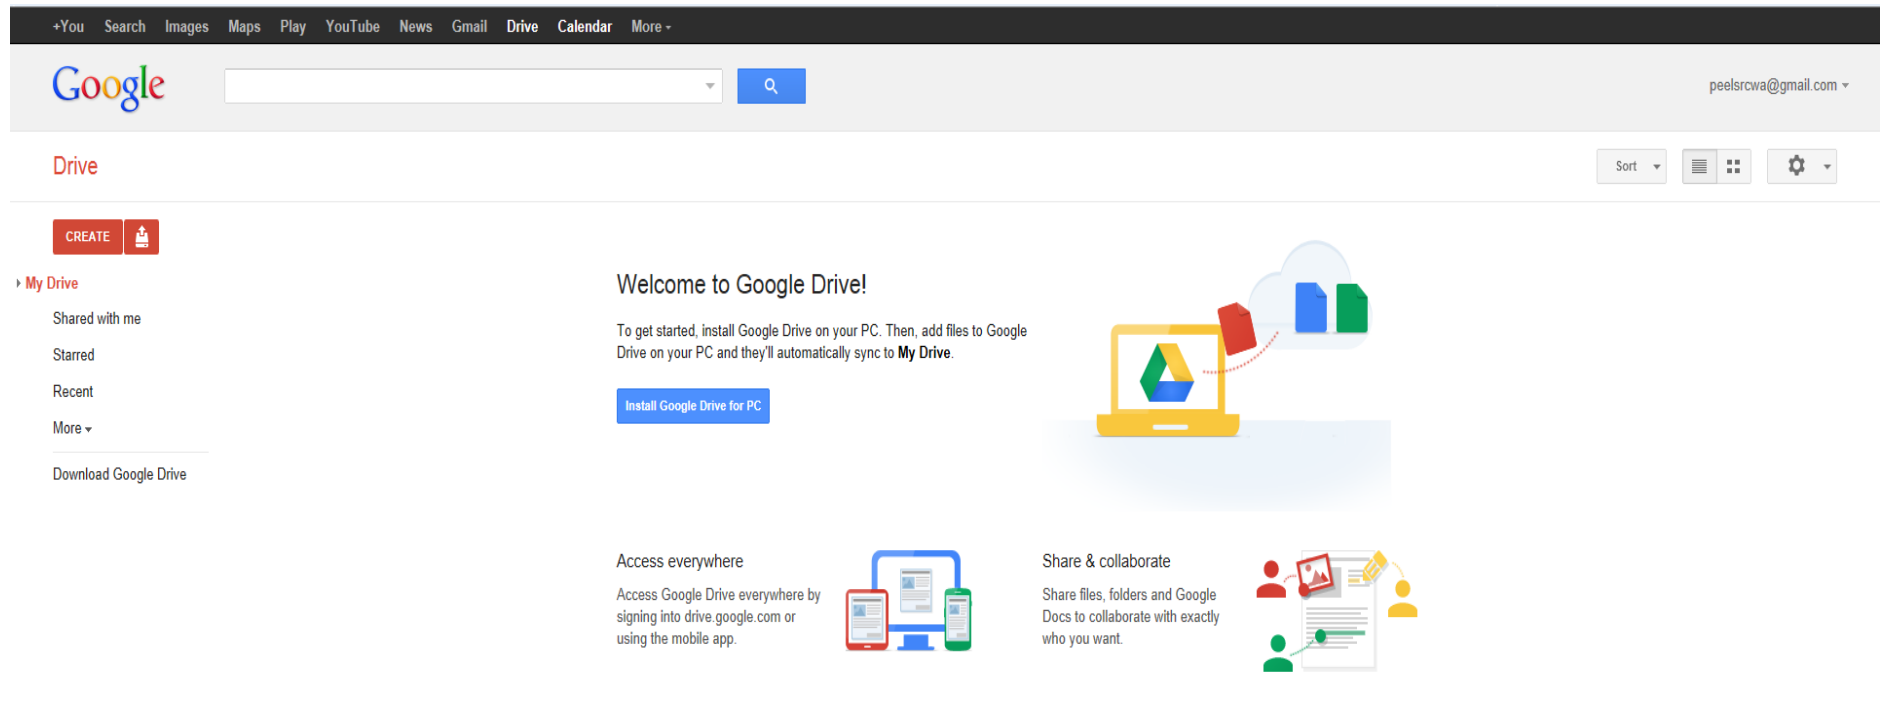 +You Search Images Maps Play YouTube News Gmail Drive Calendar More
Google
peelsrcwa@gmail.com
Drive
Sort
CREATE
My Drive
Shared with me
Starred
Recent
More
Download Google Drive
Welcome to Google Drive!
To get started, install Google Drive on your PC. Then, add files to Google
Drive on your PC and they'll automatically sync to My Drive.
Install Google Drive for PC
Access everywhere
Access Google Drive everywhere by
signing into drive.google.com or
using the mobile app.
Share & collaborate
Share files, folders and Google
Docs to collaborate with exactly
who you want.